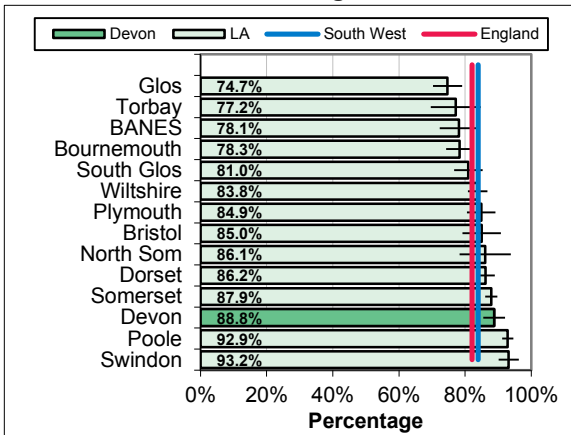 Devon LA South West England
Glos 74.7%
Torbay 77.2%
BANES 78.1%
Bournemouth 78.3%
South Glos 81.0%
Wiltshire 83.8%
Plymouth 84.9%
Bristol 85.0%
North Som 86.1%
Dorset 86.2%
Somerset 87.9%
Devon 88.8%
Poole 92.9%
Swindon 93.2%
0% 20% 40% 60% 80% 100%
Percentage